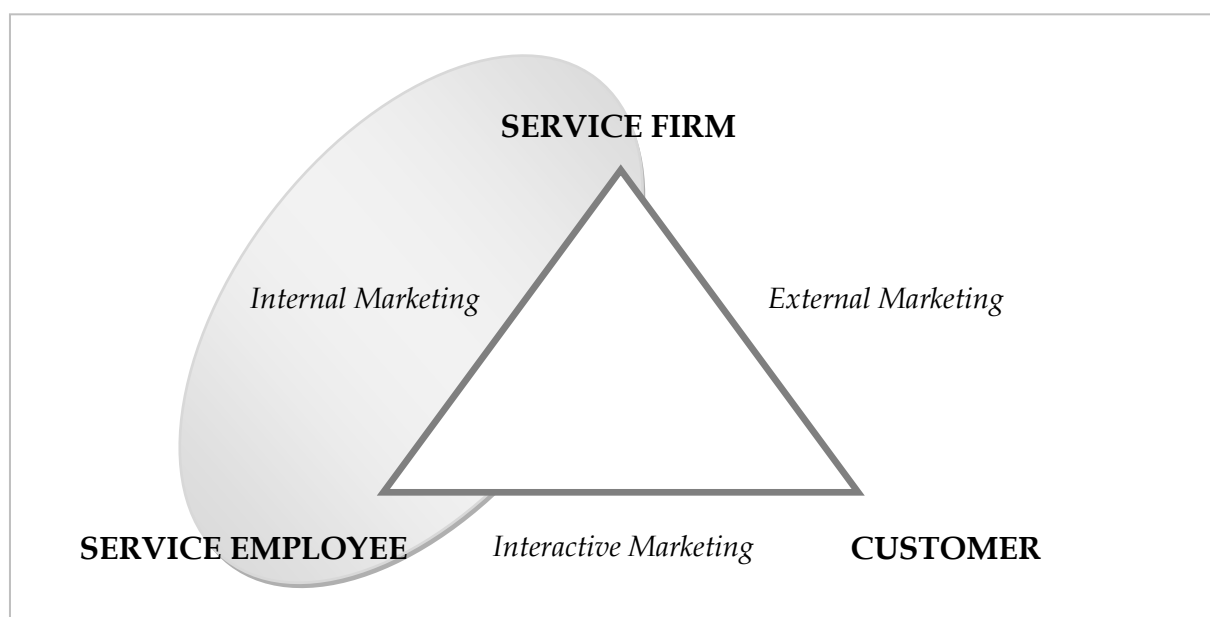 SERVICE FIRM
Internal Marketing
External Marketing
SERVICE EMPLOYEE
Interactive Marketing
CUSTOMER